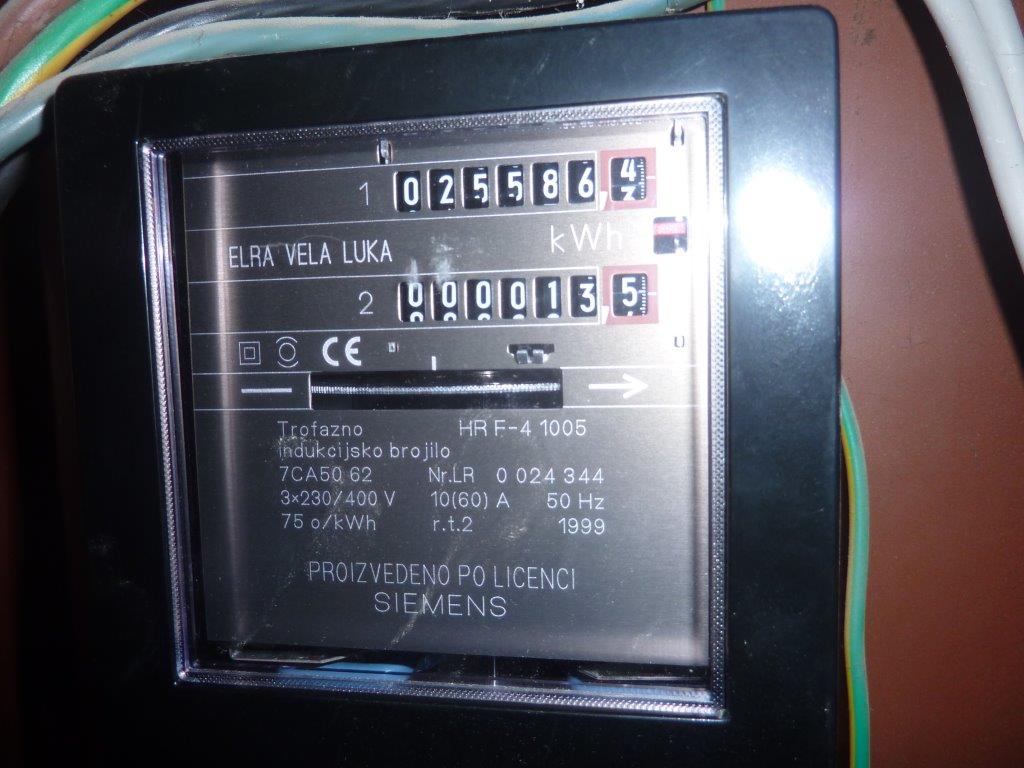 1 025586,4
kWh
ELRA VELA LUKA
2 000013,5
CE
Trofazno HR F-4 1005
indukcijsko brojilo
7CA50 62 Nr.LR 0 024 344
3×230/400 V 10(60) A 50 Hz
75 o/kWh r.t.2 1999
PROIZVEDENO PO LICENCI
SIEMENS